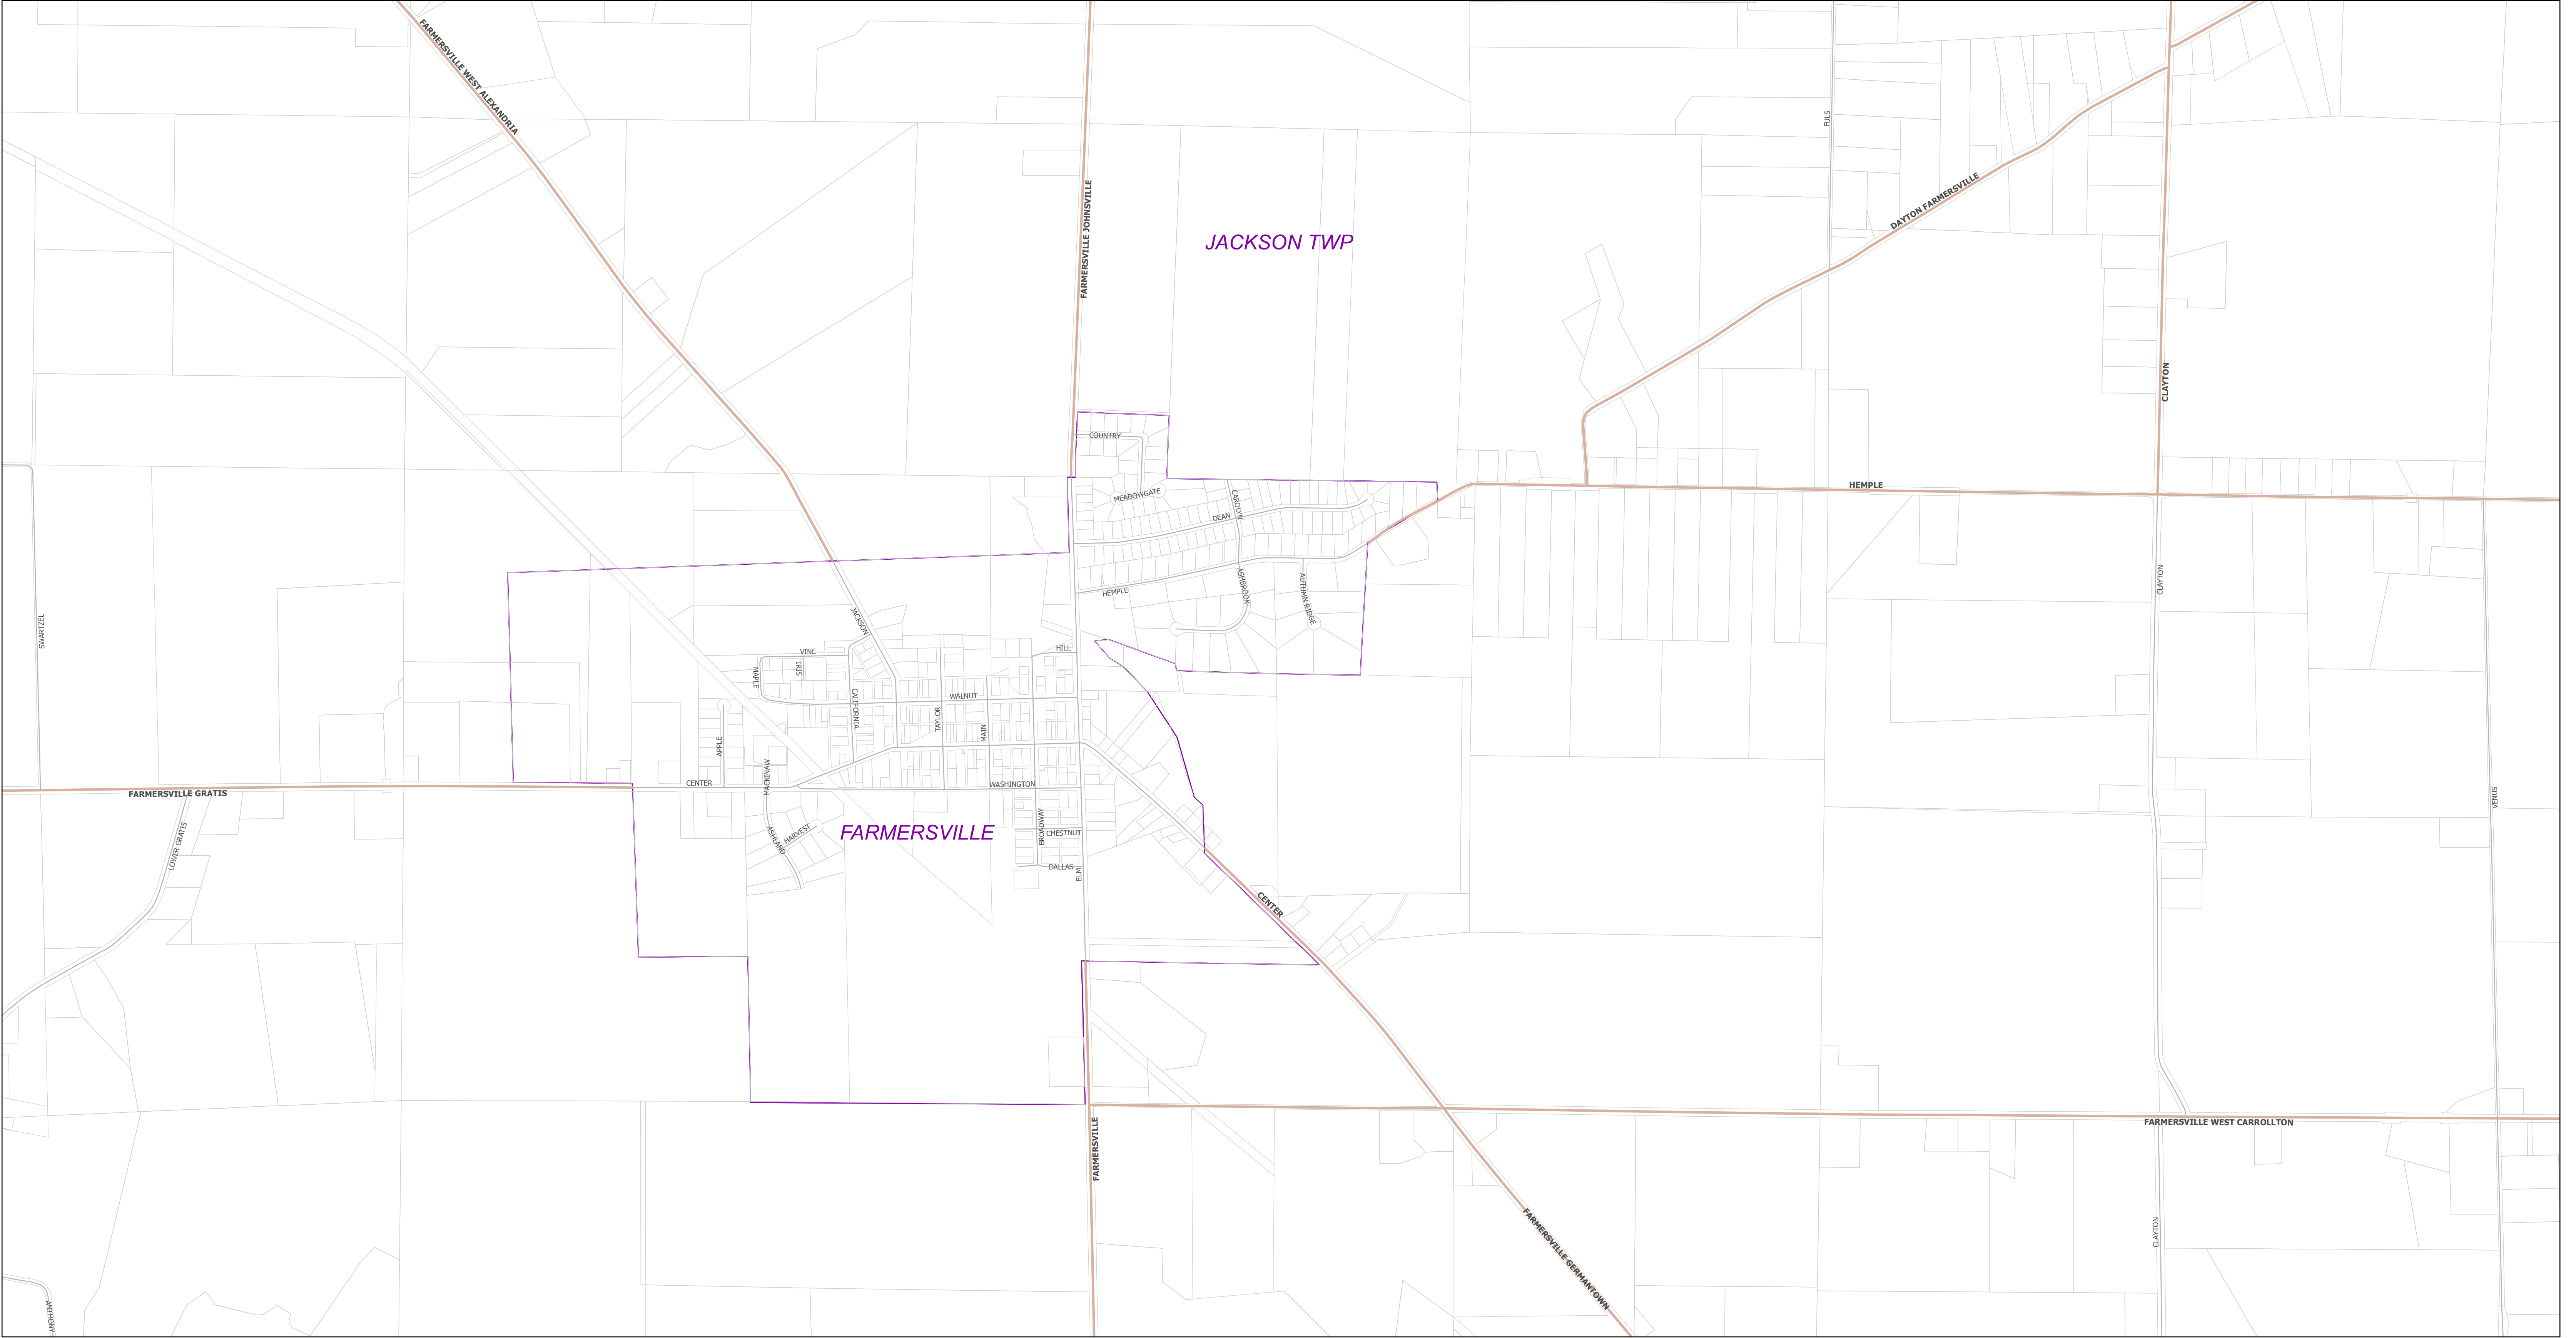 FARMERSVILLE WEST ALEXANDRIA
FULS
DAYTON FARMERSVILLE
FARMERSVILLE JOHNSVILLE
JACKSON TWP
CLAYTON
COUNTRY
HEMPLE
MEADOWGATE
CAROLYN
DEAN
CLAYTON
ASHBROOK
AUTUMN RIDGE
HEMPLE
SWARTZEL
JACKSON
HILL
VINE
IRIS
MAPLE
WALNUT
CALIFORNIA
TAYLOR
MAIN
APPLE
MACKINAW
CENTER
WASHINGTON
FARMERSVILLE GRATIS
VENUS
LOWER GRATIS
HARVEST
ASHLAND
FARMERSVILLE
BROADWAY
CHESTNUT
DALLAS
ELM
CENTER
FARMERSVILLE WEST CARROLLTON
FARMERSVILLE
CLAYTON
FARMERSVILLE GERMANTOWN
ANTHONY